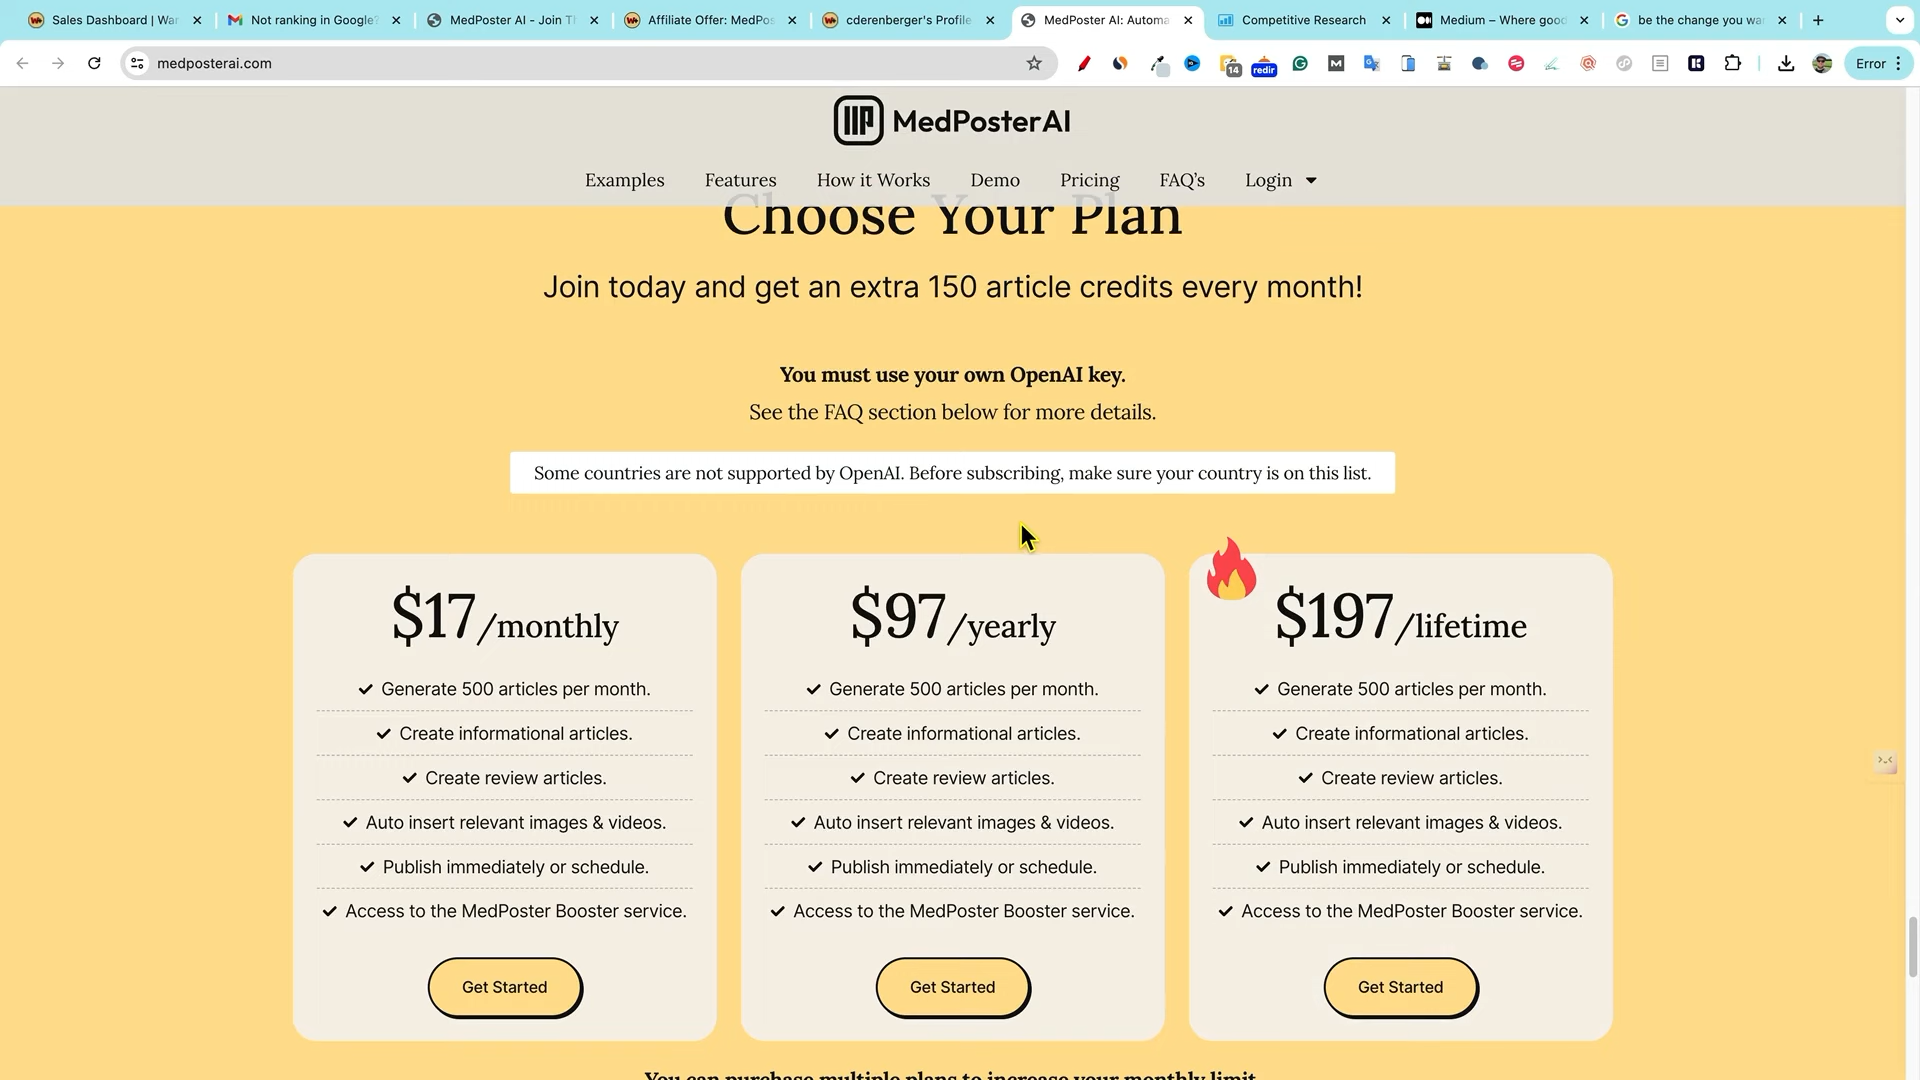 Sales Dashboard | War
Not ranking in Google?
MedPoster AI - Join T
Affiliate Offer: MedPos
cderenberger's Profile
MedPoster AI: Automa
Competitive Research
Medium – Where good
be the change you wa
medposterai.com
14
redir
Error
MedPosterAI
Examples
Features
How it Works
Demo
Pricing
FAQ's
Login
Choose Your Plan
Join today and get an extra 150 article credits every month!
You must use your own OpenAI key.
See the FAQ section below for more details.
Some countries are not supported by OpenAI. Before subscribing, make sure your country is on this list.
$17/monthly
Generate 500 articles per month.
Create informational articles.
Create review articles.
Auto insert relevant images & videos.
Publish immediately or schedule.
Access to the MedPoster Booster service.
Get Started
$97/yearly
Generate 500 articles per month.
Create informational articles.
Create review articles.
Auto insert relevant images & videos.
Publish immediately or schedule.
Access to the MedPoster Booster service.
Get Started
$197/lifetime
Generate 500 articles per month.
Create informational articles.
Create review articles.
Auto insert relevant images & videos.
Publish immediately or schedule.
Access to the MedPoster Booster service.
Get Started
You can purchase multiple plans to increase your monthly limit.